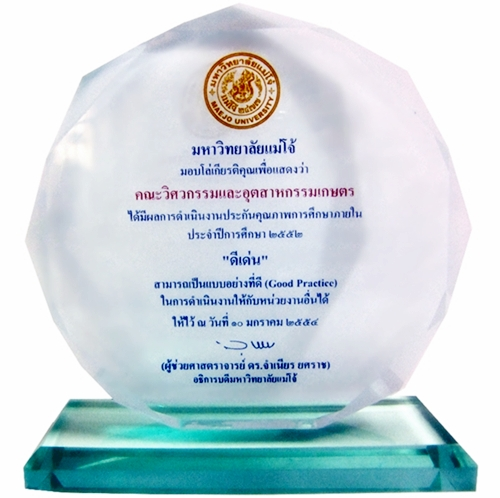 มหาวิทยาลัยแม่โจ้
MAEJO UNIVERSITY
มหาวิทยาลัยแม่โจ้
มอบโล่เกียรติคุณเพื่อแสดงว่า
คณะวิศวกรรมและอุตสาหกรรมเกษตร
ได้มีผลการดำเนินงานประกันคุณภาพการศึกษาภายใน
ประจำปีการศึกษา ๒๕๕๒
"ดีเด่น"
สามารถเป็นแบบอย่างที่ดี (Good Practice)
ในการดำเนินงานให้กับหน่วยงานอื่นได้
ให้ไว้ ณ วันที่ ๑๐ มกราคม ๒๕๕๔
(ผู้ช่วยศาสตราจารย์ ดร.จำเนียร ยศราช)
อธิการบดีมหาวิทยาลัยแม่โจ้